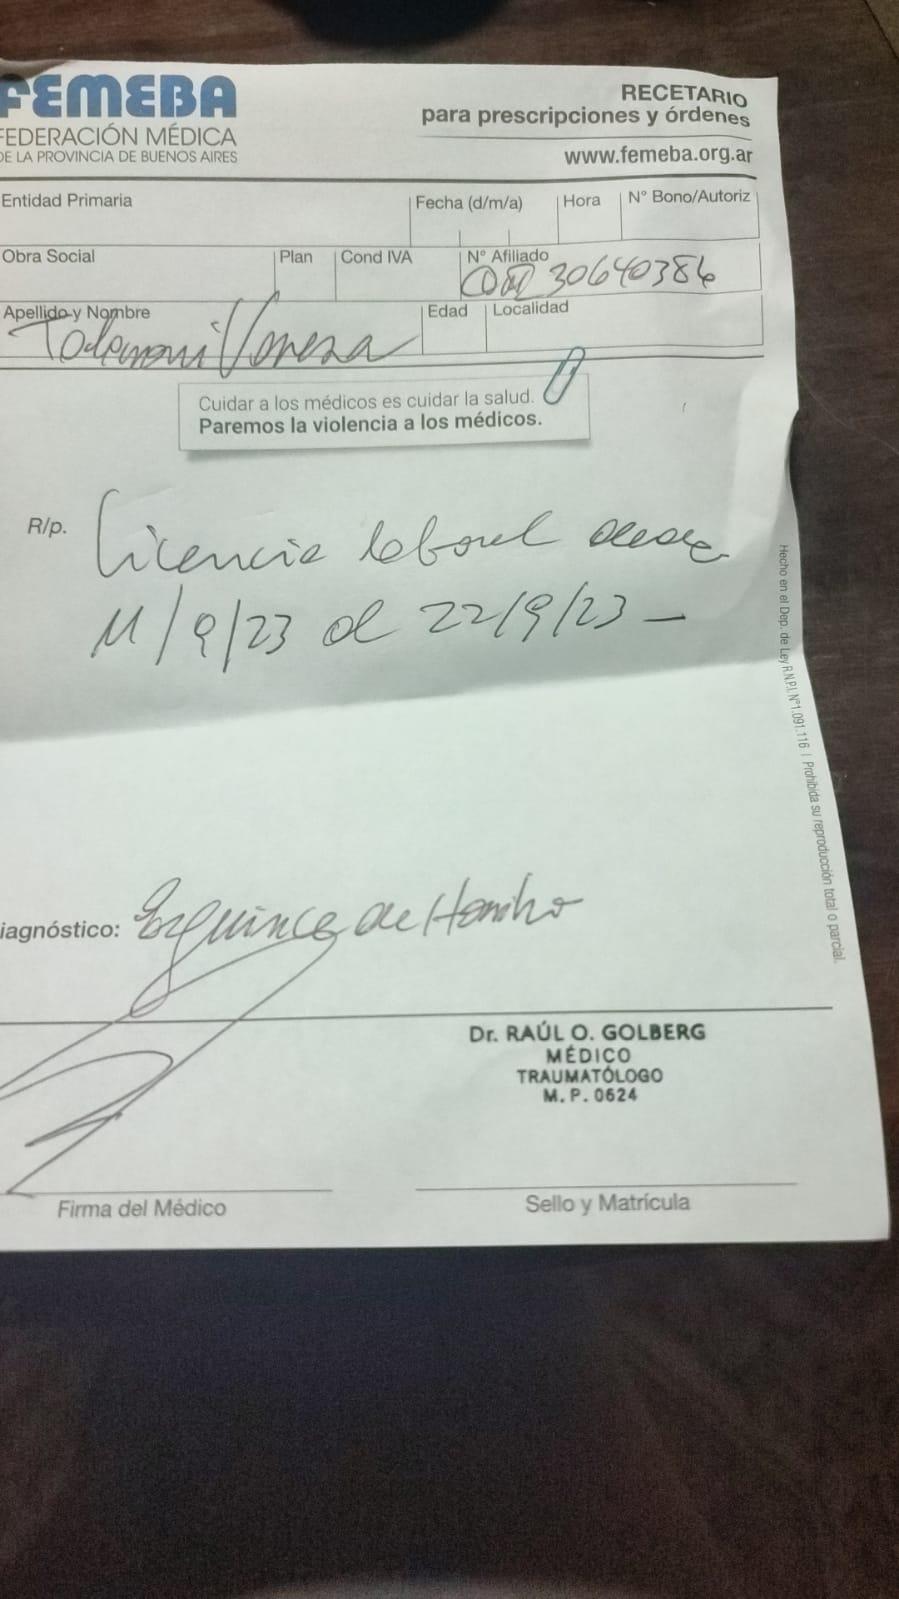 FEMEBA
FEDERACIÓN MÉDICA
DE LA PROVINCIA DE BUENOS AIRES
RECETARIO
para prescripciones y órdenes
www.femeba.org.ar
Entidad Primaria
Fecha (d/m/a)
Hora
N° Bono/Autoriz
Obra Social
Plan
Cond IVA
N° Afiliado
30640386
Apellido y Nombre
Edad
Localidad
Vanesa
Cuidar a los médicos es cuidar la salud.
Paremos la violencia a los médicos.
R/p. Licencia laboral desde
11/9/23 al 22/9/23 –
iagnóstico: Esguince de Hombro
Dr. RAÚL O. GOLBERG
MÉDICO
TRAUMATÓLOGO
M. P. 0624
Firma del Médico
Sello y Matrícula
Hecho en el Dep. de Ley R.N.P.I. N°1.091.116 | Prohibida su reproducción total o parcial.